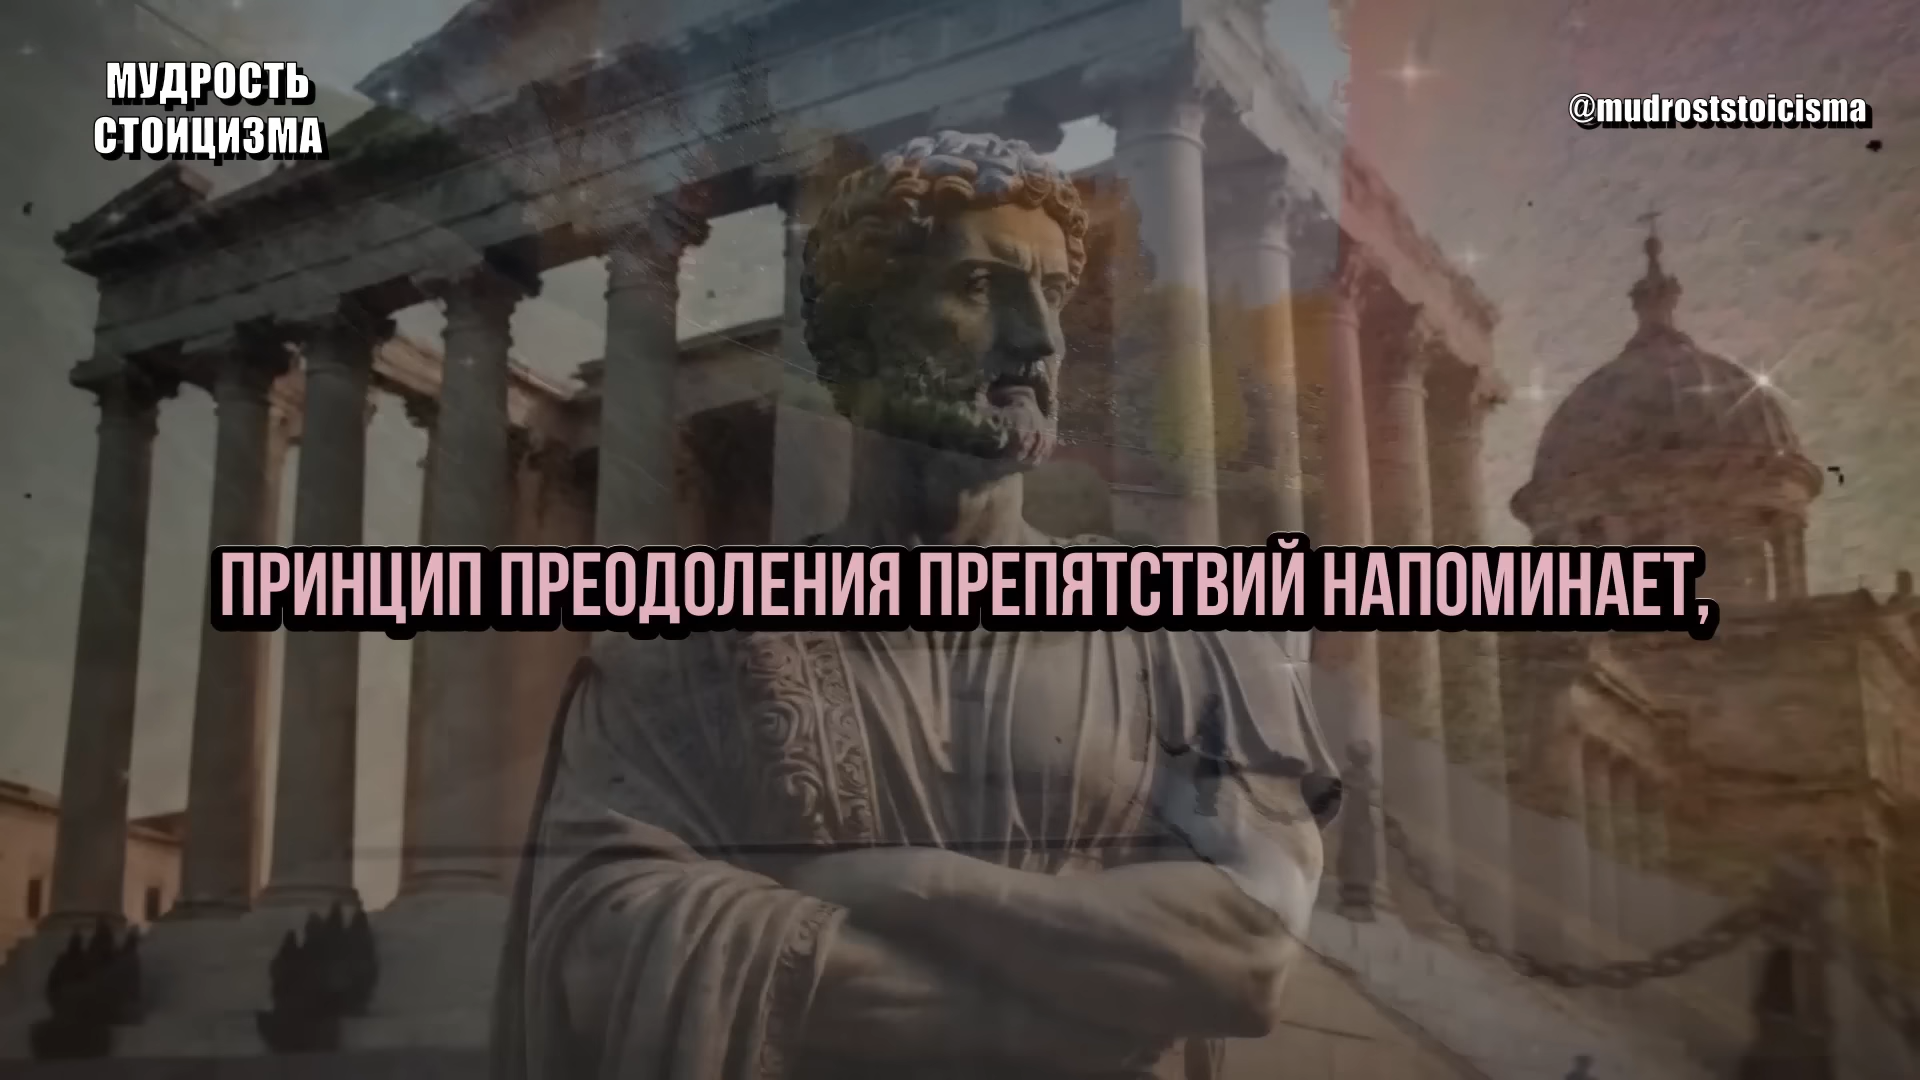 МУДРОСТЬ
СТОИЦИЗМА
@mudroststoicisma
ПРИНЦИП ПРЕОДОЛЕНИЯ ПРЕПЯТСТВИЙ НАПОМИНАЕТ,